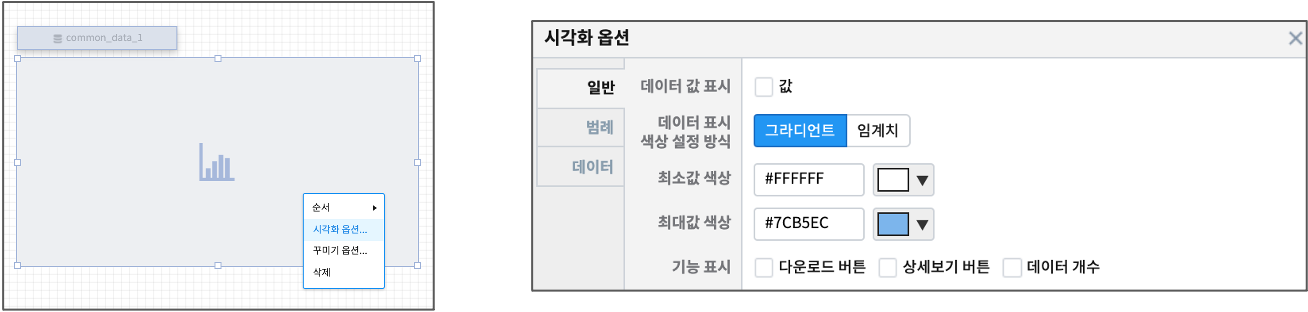 common_data_1
순서
시각화 옵션...
꾸미기 옵션...
삭제
시각화 옵션
일반
범례
데이터
데이터 값 표시
값
데이터 표시
색상 설정 방식
그라디언트
임계치
최소값 색상
#FFFFFF
최대값 색상
#7CB5EC
기능 표시
다운로드 버튼
상세보기 버튼
데이터 개수